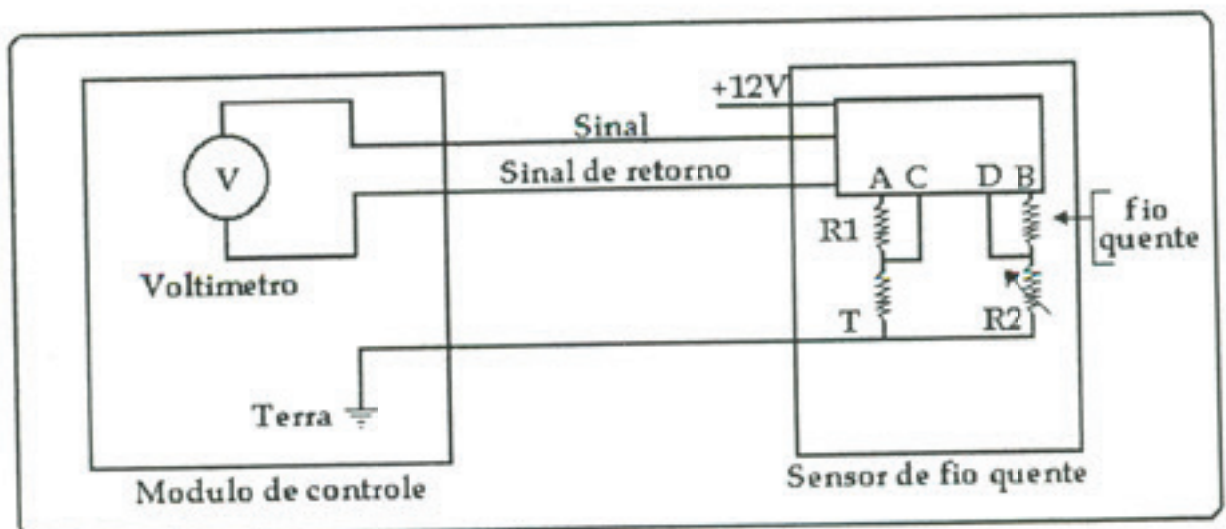 +12V
Sinal
Sinal de retorno
V
A C D B
R1
fio
quente
Voltimetro
T
R2
Terra
Modulo de controle
Sensor de fio quente